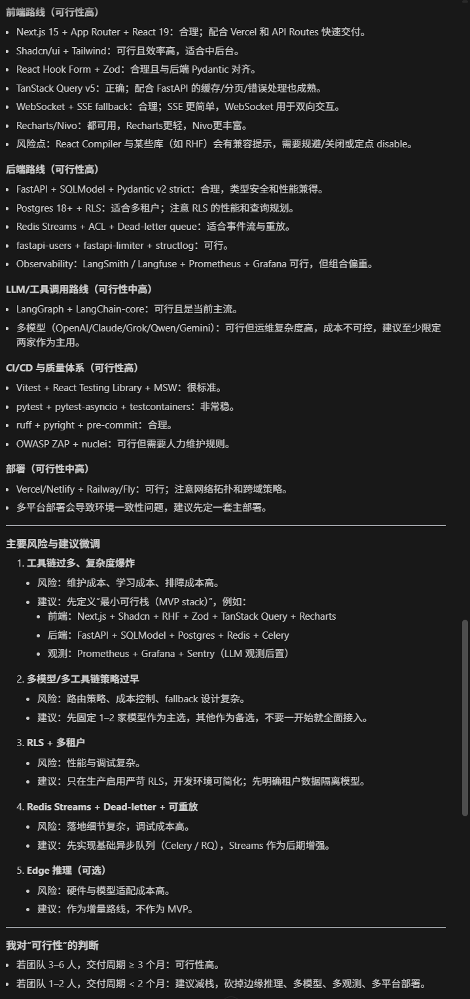 前端路线（可行性高）
Next.js 15 + App Router + React 19：合理；配合 Vercel 和 API Routes 快速交付。
Shadcn/ui + Tailwind：可行且效率高，适合中后台。
React Hook Form + Zod：合理且与后端 Pydantic 对齐。
TanStack Query v5：正确；配合 FastAPI 的缓存/分页/错误处理也成熟。
WebSocket + SSE fallback：合理；SSE 更简单，WebSocket 用于双向交互。
Recharts/Nivo：都可用，Recharts更轻，Nivo更丰富。
风险点：React Compiler 与某些库（如 RHF）会有兼容提示，需要规避/关闭或定点 disable。
后端路线（可行性高）
FastAPI + SQLModel + Pydantic v2 strict：合理，类型安全和性能兼得。
Postgres 18+ + RLS：适合多租户；注意 RLS 的性能和查询规划。
Redis Streams + ACL + Dead-letter queue：适合事件流与重放。
fastapi-users + fastapi-limiter + structlog：可行。
Observability：LangSmith / Langfuse + Prometheus + Grafana 可行，但组合偏重。
LLM/工具调用路线（可行性中高）
LangGraph + LangChain-core：可行且是当前主流。
多模型（OpenAI/Claude/Grok/Qwen/Gemini）：可行但运维复杂度高，成本不可控，建议至少限定
两家作为主用。
CI/CD 与质量体系（可行性高）
Vitest + React Testing Library + MSW：很标准。
pytest + pytest-asyncio + testcontainers：非常稳。
ruff + pyright + pre-commit：合理。
OWASP ZAP + nuclei：可行但需要人力维护规则。
部署（可行性中高）
Vercel/Netlify + Railway/Fly：可行；注意网络拓扑和跨域策略。
多平台部署会导致环境一致性问题，建议先定一套主部署。
主要风险与建议微调
1. 工具链过多、复杂度爆炸
风险：维护成本、学习成本、排障成本高。
建议：先定义“最小可行栈（MVP stack）”，例如：
前端：Next.js + Shadcn + RHF + Zod + TanStack Query + Recharts
后端：FastAPI + SQLModel + Postgres + Redis + Celery
观测：Prometheus + Grafana + Sentry（LLM 观测后置）
2. 多模型/多工具链策略过早
风险：路由策略、成本控制、fallback 设计复杂。
建议：先固定 1–2 家模型作为主选，其他作为备选，不要一开始就全面接入。
3. RLS + 多租户
风险：性能与调试复杂。
建议：只在生产启用严苛 RLS，开发环境可简化；先明确租户数据隔离模型。
4. Redis Streams + Dead-letter + 可重放
风险：落地细节复杂，调试成本高。
建议：先实现基础异步队列（Celery / RQ），Streams 作为后期增强。
5. Edge 推理（可选）
风险：硬件与模型适配成本高。
建议：作为增量路线，不作为 MVP。
我对“可行性”的判断
若团队 3–6 人，交付周期 ≥ 3 个月：可行性高。
若团队 1–2 人，交付周期 < 2 个月：建议减栈，砍掉边缘推理、多模型、多观测、多平台部署。